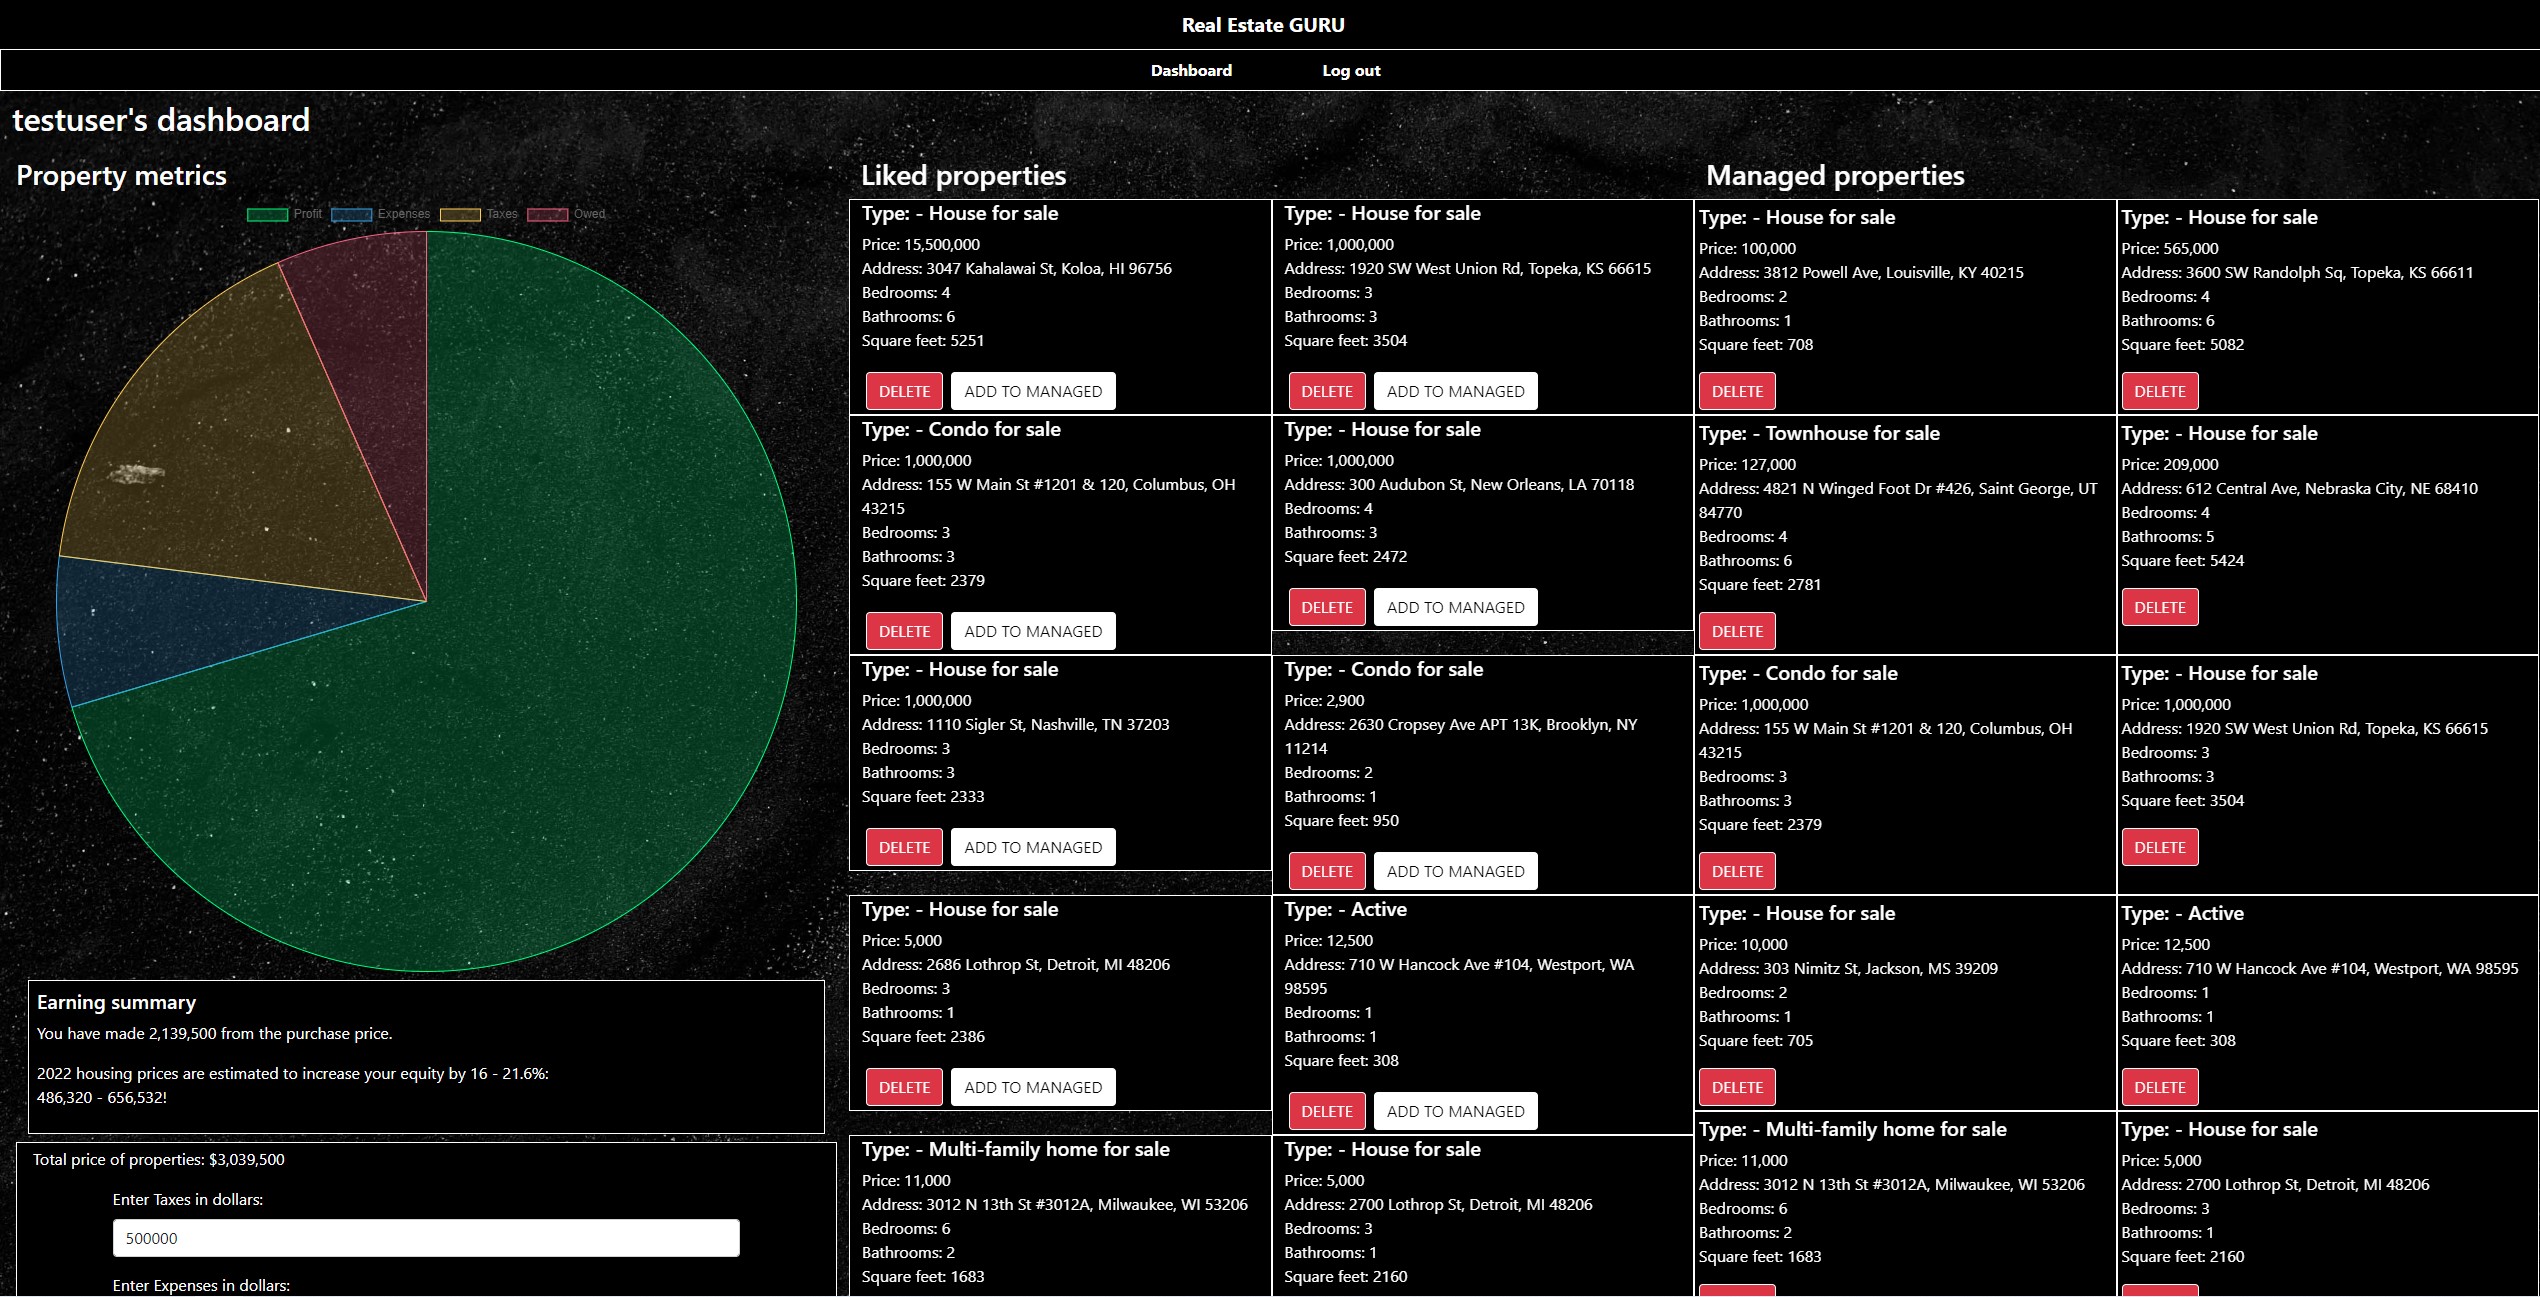 Real Estate GURU
Dashboard
Log out
testuser's dashboard
Property metrics
Profit
Expenses
Taxes
Owed
Earning summary
You have made 2,139,500 from the purchase price.
2022 housing prices are estimated to increase your equity by 16 - 21.6%:
486,320 - 656,532!
Total price of properties: $3,039,500
Enter Taxes in dollars:
500000
Enter Expenses in dollars:
Liked properties
Type: - House for sale
Price: 15,500,000
Address: 3047 Kahalawai St, Koloa, HI 96756
Bedrooms: 4
Bathrooms: 6
Square feet: 5251
DELETE
ADD TO MANAGED
Type: - House for sale
Price: 1,000,000
Address: 1920 SW West Union Rd, Topeka, KS 66615
Bedrooms: 3
Bathrooms: 3
Square feet: 3504
DELETE
ADD TO MANAGED
Type: - Condo for sale
Price: 1,000,000
Address: 155 W Main St #1201 & 120, Columbus, OH
43215
Bedrooms: 3
Bathrooms: 3
Square feet: 2379
DELETE
ADD TO MANAGED
Type: - House for sale
Price: 1,000,000
Address: 300 Audubon St, New Orleans, LA 70118
Bedrooms: 4
Bathrooms: 3
Square feet: 2472
DELETE
ADD TO MANAGED
Type: - House for sale
Price: 1,000,000
Address: 1110 Sigler St, Nashville, TN 37203
Bedrooms: 3
Bathrooms: 3
Square feet: 2333
DELETE
ADD TO MANAGED
Type: - Condo for sale
Price: 2,900
Address: 2630 Cropsey Ave APT 13K, Brooklyn, NY
11214
Bedrooms: 2
Bathrooms: 1
Square feet: 950
DELETE
ADD TO MANAGED
Type: - House for sale
Price: 5,000
Address: 2686 Lothrop St, Detroit, MI 48206
Bedrooms: 3
Bathrooms: 1
Square feet: 2386
DELETE
ADD TO MANAGED
Type: - Active
Price: 12,500
Address: 710 W Hancock Ave #104, Westport, WA
98595
Bedrooms: 1
Bathrooms: 1
Square feet: 308
DELETE
ADD TO MANAGED
Type: - Multi-family home for sale
Price: 11,000
Address: 3012 N 13th St #3012A, Milwaukee, WI 53206
Bedrooms: 6
Bathrooms: 2
Square feet: 1683
Type: - House for sale
Price: 5,000
Address: 2700 Lothrop St, Detroit, MI 48206
Bedrooms: 3
Bathrooms: 1
Square feet: 2160
Managed properties
Type: - House for sale
Price: 100,000
Address: 3812 Powell Ave, Louisville, KY 40215
Bedrooms: 2
Bathrooms: 1
Square feet: 708
DELETE
Type: - House for sale
Price: 565,000
Address: 3600 SW Randolph Sq, Topeka, KS 66611
Bedrooms: 4
Bathrooms: 6
Square feet: 5082
DELETE
Type: - Townhouse for sale
Price: 127,000
Address: 4821 N Winged Foot Dr #426, Saint George, UT
84770
Bedrooms: 4
Bathrooms: 6
Square feet: 2781
DELETE
Type: - House for sale
Price: 209,000
Address: 612 Central Ave, Nebraska City, NE 68410
Bedrooms: 4
Bathrooms: 5
Square feet: 5424
DELETE
Type: - Condo for sale
Price: 1,000,000
Address: 155 W Main St #1201 & 120, Columbus, OH
43215
Bedrooms: 3
Bathrooms: 3
Square feet: 2379
DELETE
Type: - House for sale
Price: 1,000,000
Address: 1920 SW West Union Rd, Topeka, KS 66615
Bedrooms: 3
Bathrooms: 3
Square feet: 3504
DELETE
Type: - House for sale
Price: 10,000
Address: 303 Nimitz St, Jackson, MS 39209
Bedrooms: 2
Bathrooms: 1
Square feet: 705
DELETE
Type: - Active
Price: 12,500
Address: 710 W Hancock Ave #104, Westport, WA 98595
Bedrooms: 1
Bathrooms: 1
Square feet: 308
DELETE
Type: - Multi-family home for sale
Price: 11,000
Address: 3012 N 13th St #3012A, Milwaukee, WI 53206
Bedrooms: 6
Bathrooms: 2
Square feet: 1683
Type: - House for sale
Price: 5,000
Address: 2700 Lothrop St, Detroit, MI 48206
Bedrooms: 3
Bathrooms: 1
Square feet: 2160